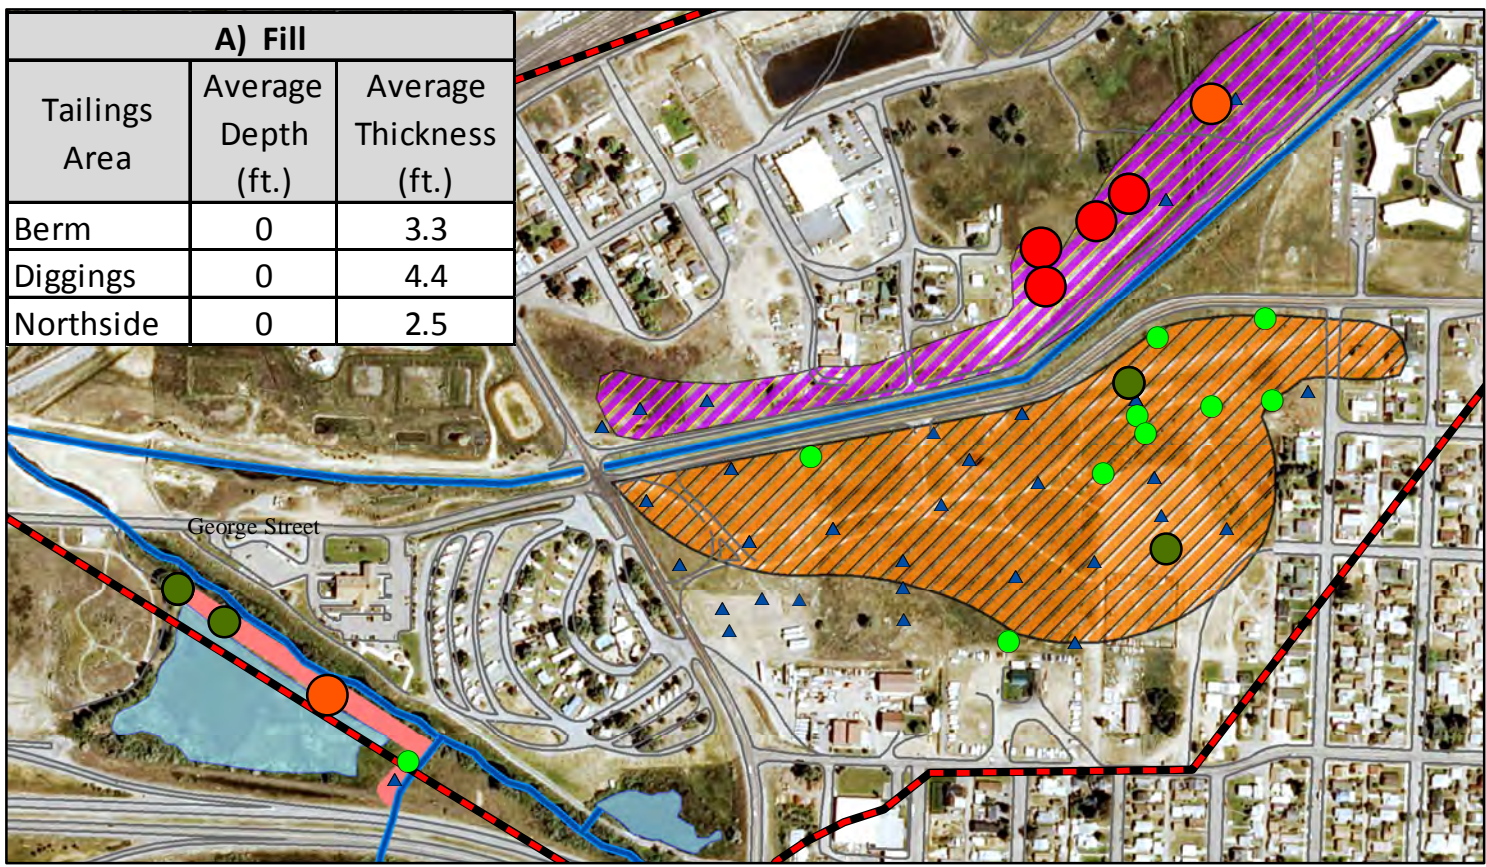 A) Fill
Tailings Area Average Depth (ft.) Average Thickness (ft.)
Berm 0 3.3
Diggings 0 4.4
Northside 0 2.5
George Street